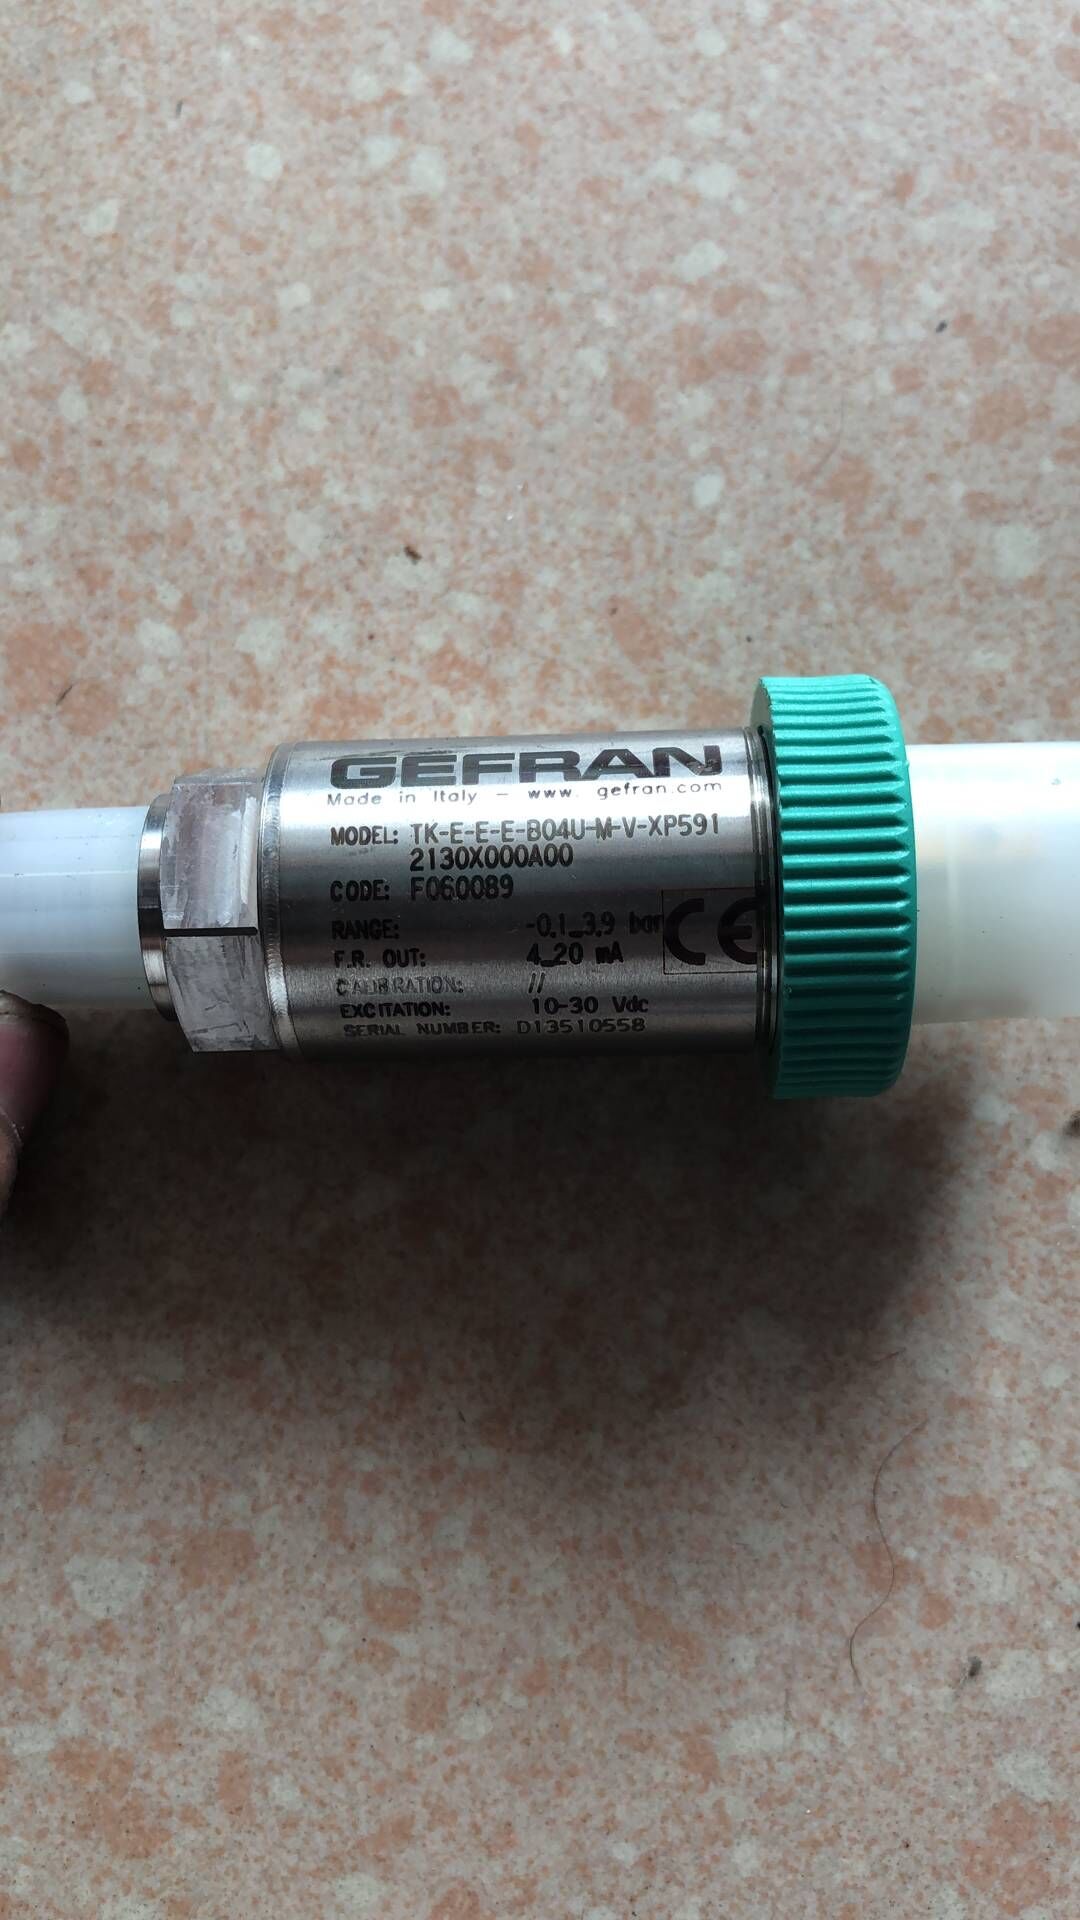 GEFRAN
Made in Italy - www. gefran.com
MODEL: TK-E-E-E-B04U-M-V-XP591
2130X000A00
CODE: F060089
RANGE: -0,1_3,9 bar
F.R. OUT: 4_20 mA
CALIBRATION: //
EXCITATION: 10-30 Vdc
SERIAL NUMBER: D13510558
CE